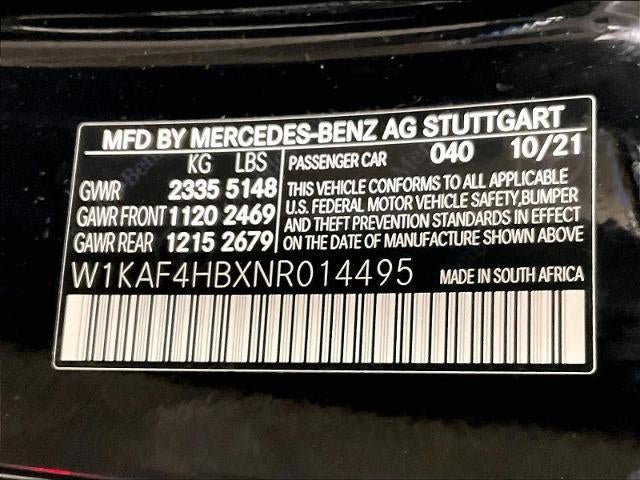 MFD BY MERCEDES-BENZ AG STUTTGART
KG LBS
GVWR 2335 5148
GAWR FRONT 1120 2469
GAWR REAR 1215 2679
PASSENGER CAR 040 10/21
THIS VEHICLE CONFORMS TO ALL APPLICABLE
U.S. FEDERAL MOTOR VEHICLE SAFETY,BUMPER
AND THEFT PREVENTION STANDARDS IN EFFECT
ON THE DATE OF MANUFACTURE SHOWN ABOVE
W1KAF4HBXNR014495 MADE IN SOUTH AFRICA